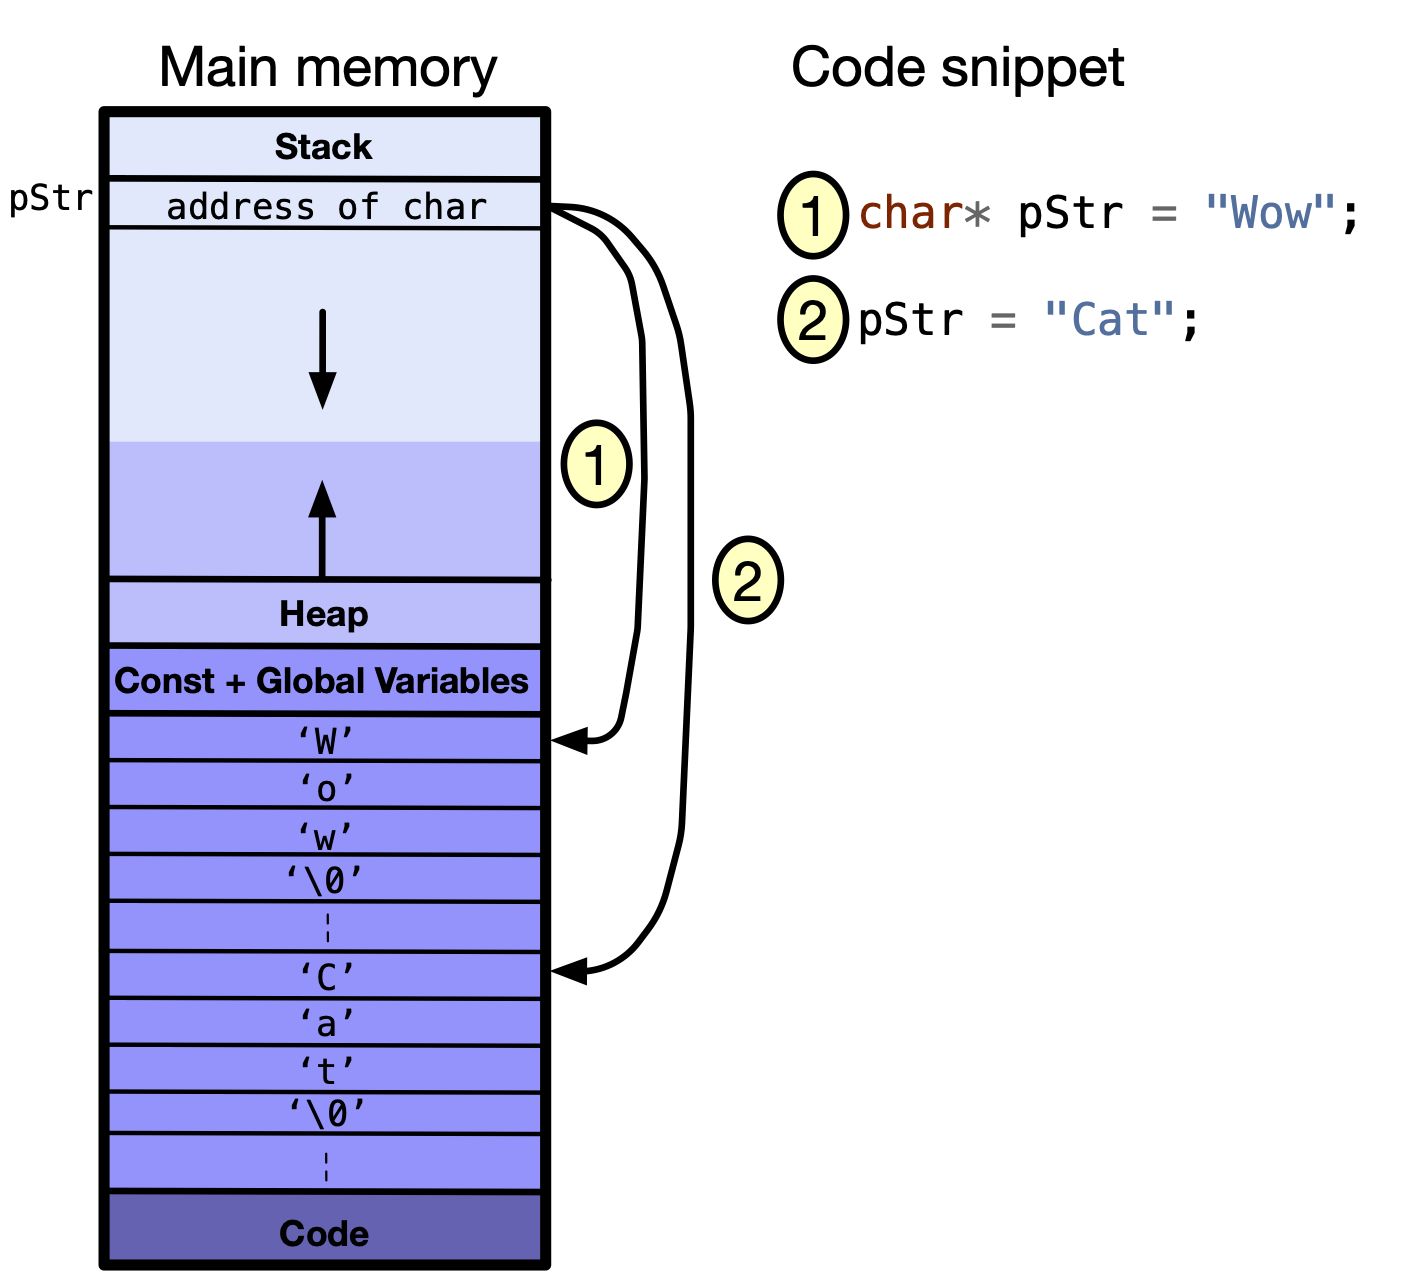 Main memory
Code snippet
Stack
pStr
address of char
1 char* pStr = "Wow";
2 pStr = "Cat";
1
2
Heap
Const + Global Variables
‘W’
‘o’
‘w’
‘\0’
‘C’
‘a’
‘t’
‘\0’
Code